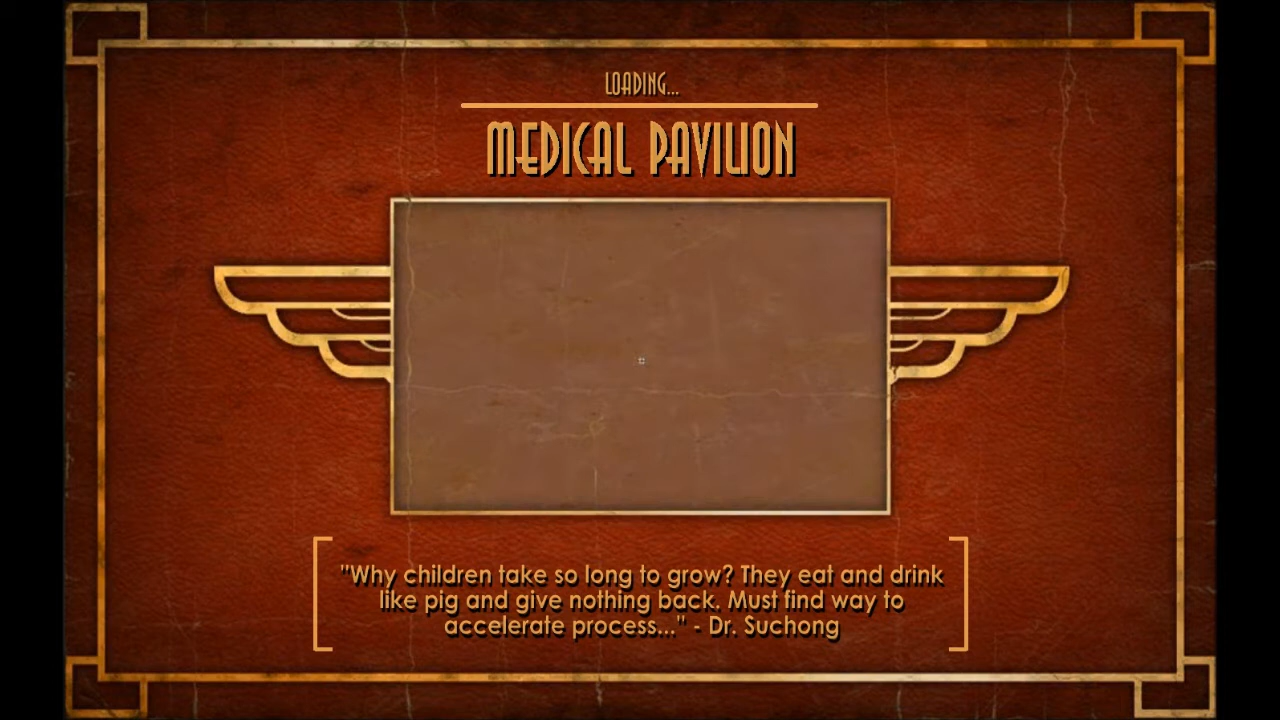 LOADING...
MEDICAL PAVILION
"Why children take so long to grow? They eat and drink
like pig and give nothing back. Must find way to
accelerate process..." - Dr. Suchong